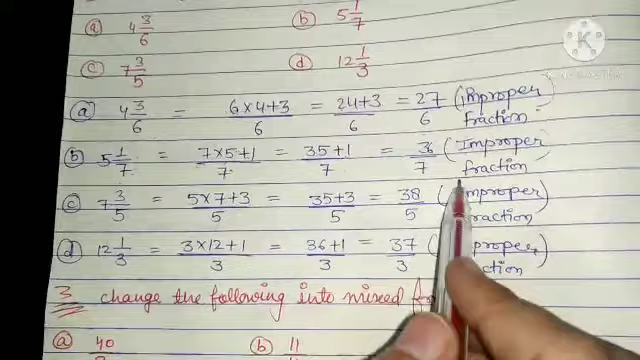 ⓐ 4 3/6 ⓑ 5 1/7
ⓒ 7 3/5 ⓓ 12 1/3
ⓐ 4 3/6 = 6×4+3/6 = 24+3/6 = 27/6 (Improper fraction)
ⓑ 5 1/7 = 7×5+1/7 = 35+1/7 = 36/7 (Improper fraction)
ⓒ 7 3/5 = 5×7+3/5 = 35+3/5 = 38/5 (Improper fraction)
ⓓ 12 1/3 = 3×12+1/3 = 36+1/3 = 37/3
3 change the following into mixed
ⓐ 40 ⓑ 11
KINEMASTER